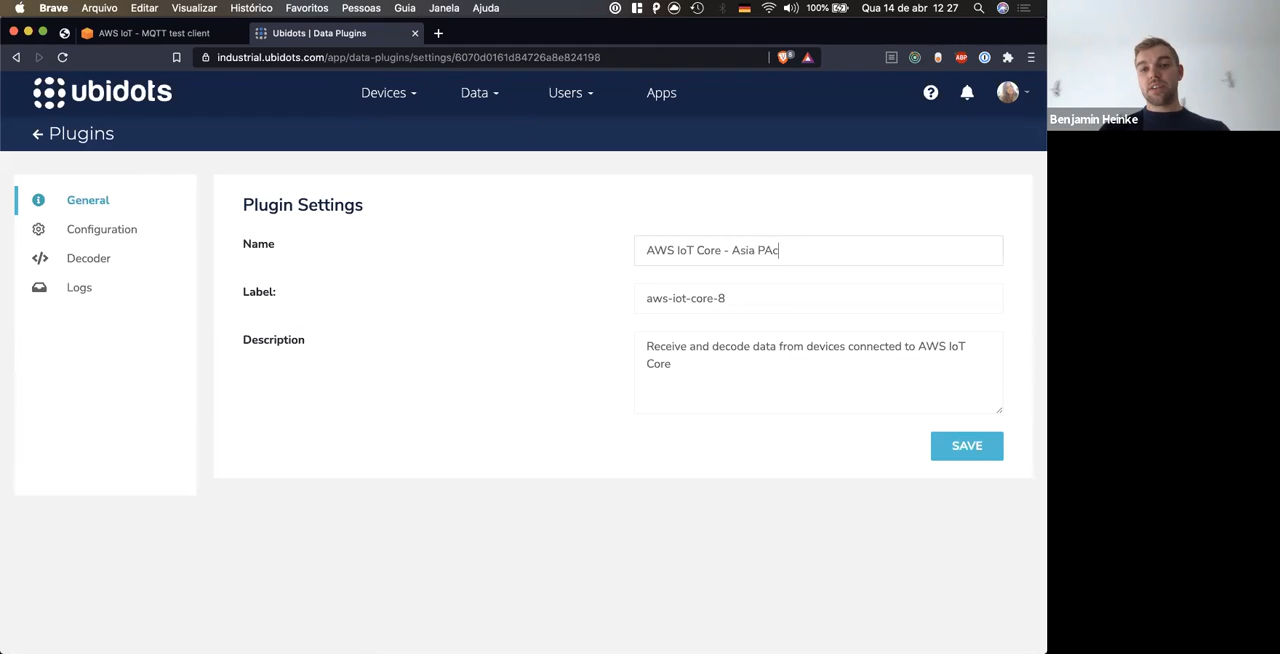 Brave Arquivo Editar Visualizar Histórico Favoritos Pessoas Guia Janela Ajuda 100% Qua 14 de abr 12 27
AWS IoT - MQTT test client Ubidots | Data Plugins
industrial.ubidots.com/app/data-plugins/settings/6070d0161d84726a8e824198
ABP
ubidots Devices Data Users Apps
Plugins
Benjamin Heinke
General
Configuration
Decoder
Logs
Plugin Settings
Name
AWS IoT Core - Asia PAc
Label:
aws-iot-core-8
Description
Receive and decode data from devices connected to AWS IoT
Core
SAVE